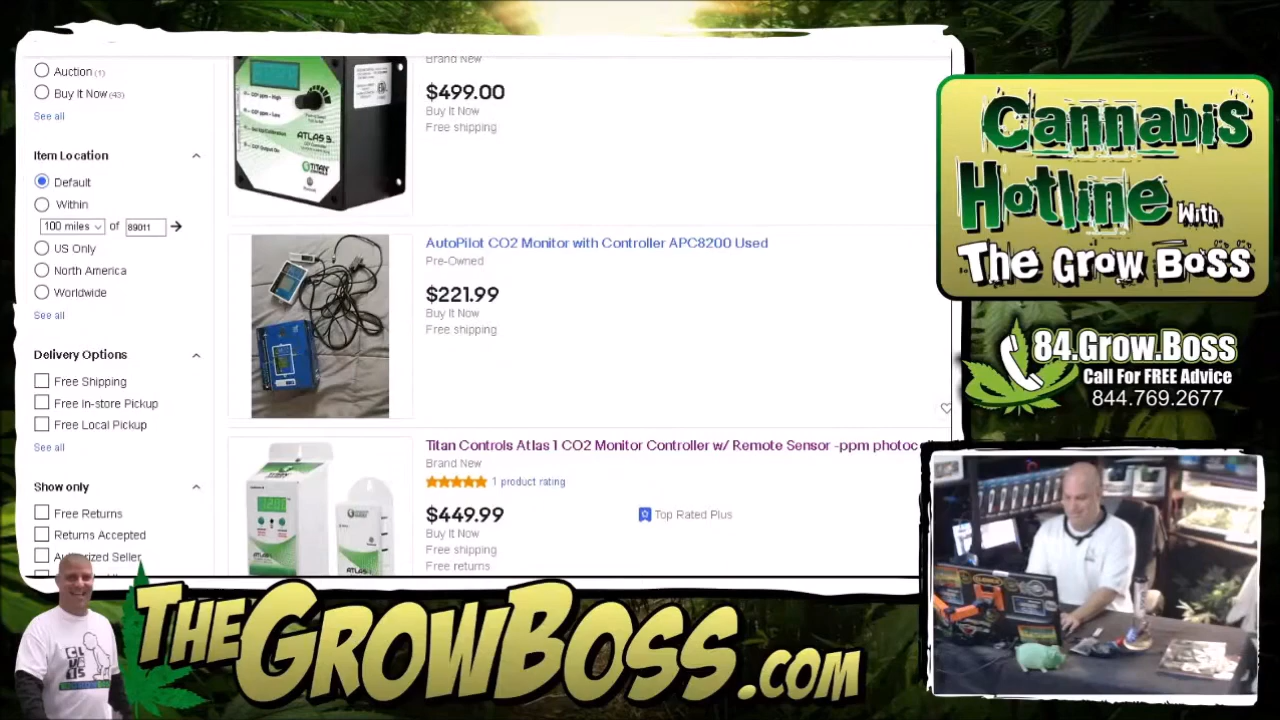 Auction (1)
Buy It Now (43)
See all
Item Location
Default
Within
100 miles of 89011
US Only
North America
Worldwide
See all
Delivery Options
Free Shipping
Free In-store Pickup
Free Local Pickup
See all
Show only
Free Returns
Returns Accepted
Authorized Seller
ATLAS 3
TITAN
Brand New
$499.00
Buy It Now
Free shipping
AutoPilot CO2 Monitor with Controller APC8200 Used
Pre-Owned
$221.99
Buy It Now
Free shipping
Titan Controls Atlas 1 CO2 Monitor Controller w/ Remote Sensor -ppm photoc
Brand New
1 product rating
$449.99
Top Rated Plus
Buy It Now
Free shipping
Free returns
Cannabis
Hotline With
The Grow Boss
84.Grow.Boss
Call For FREE Advice
844.769.2677
TheGrowBoss.com